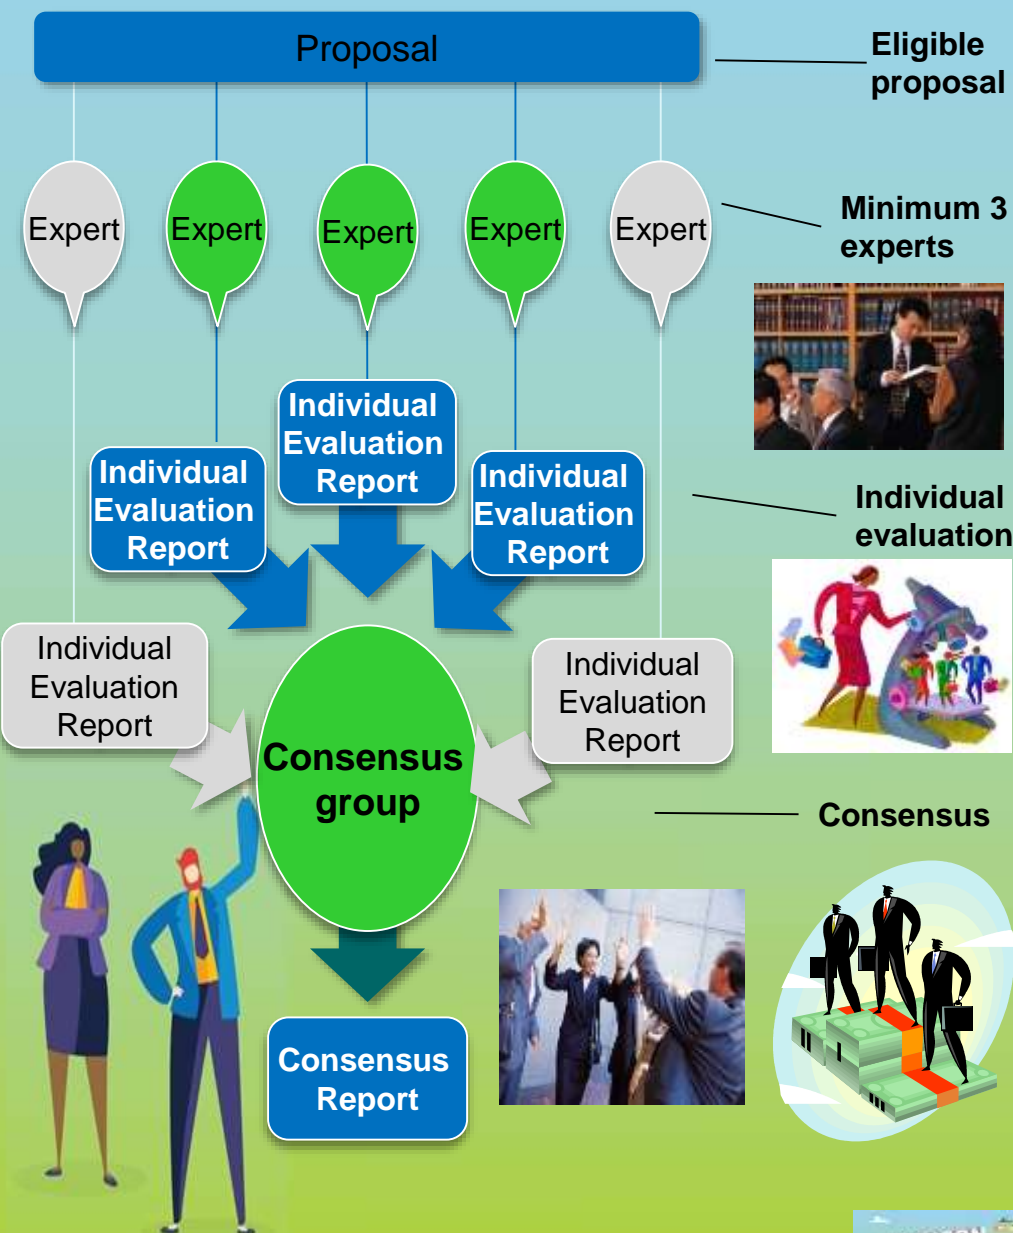 Proposal
Eligible
proposal
Expert
Expert
Expert
Expert
Expert
Minimum 3
experts
Individual
Evaluation
Report
Individual
Evaluation
Report
Individual
Evaluation
Report
Individual
evaluation
Individual
Evaluation
Report
Individual
Evaluation
Report
Consensus
group
Consensus
Consensus
Report